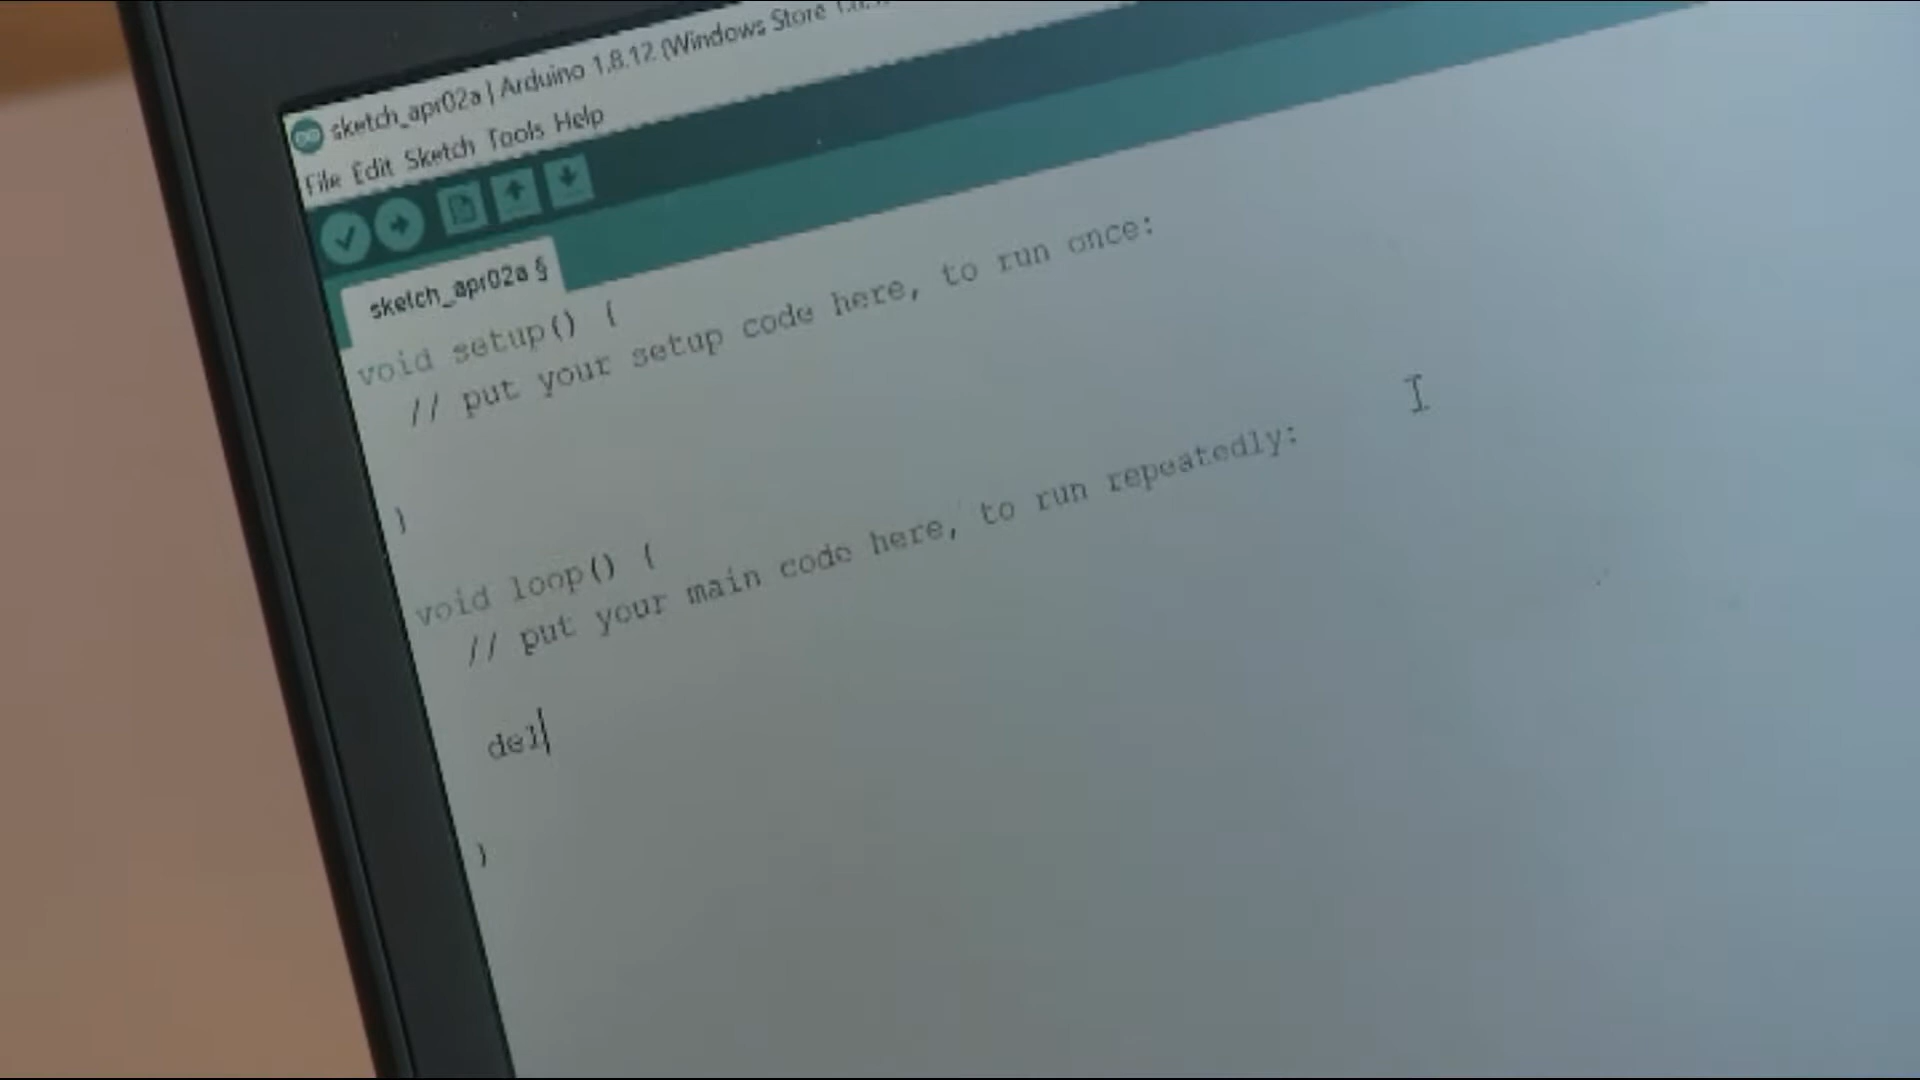 sketch_apr02a | Arduino 1.8.12 (Windows Store
File Edit Sketch Tools Help
sketch_apr02a §
void setup() {
// put your setup code here, to run once:
}
void loop() {
// put your main code here, to run repeatedly:
del
}